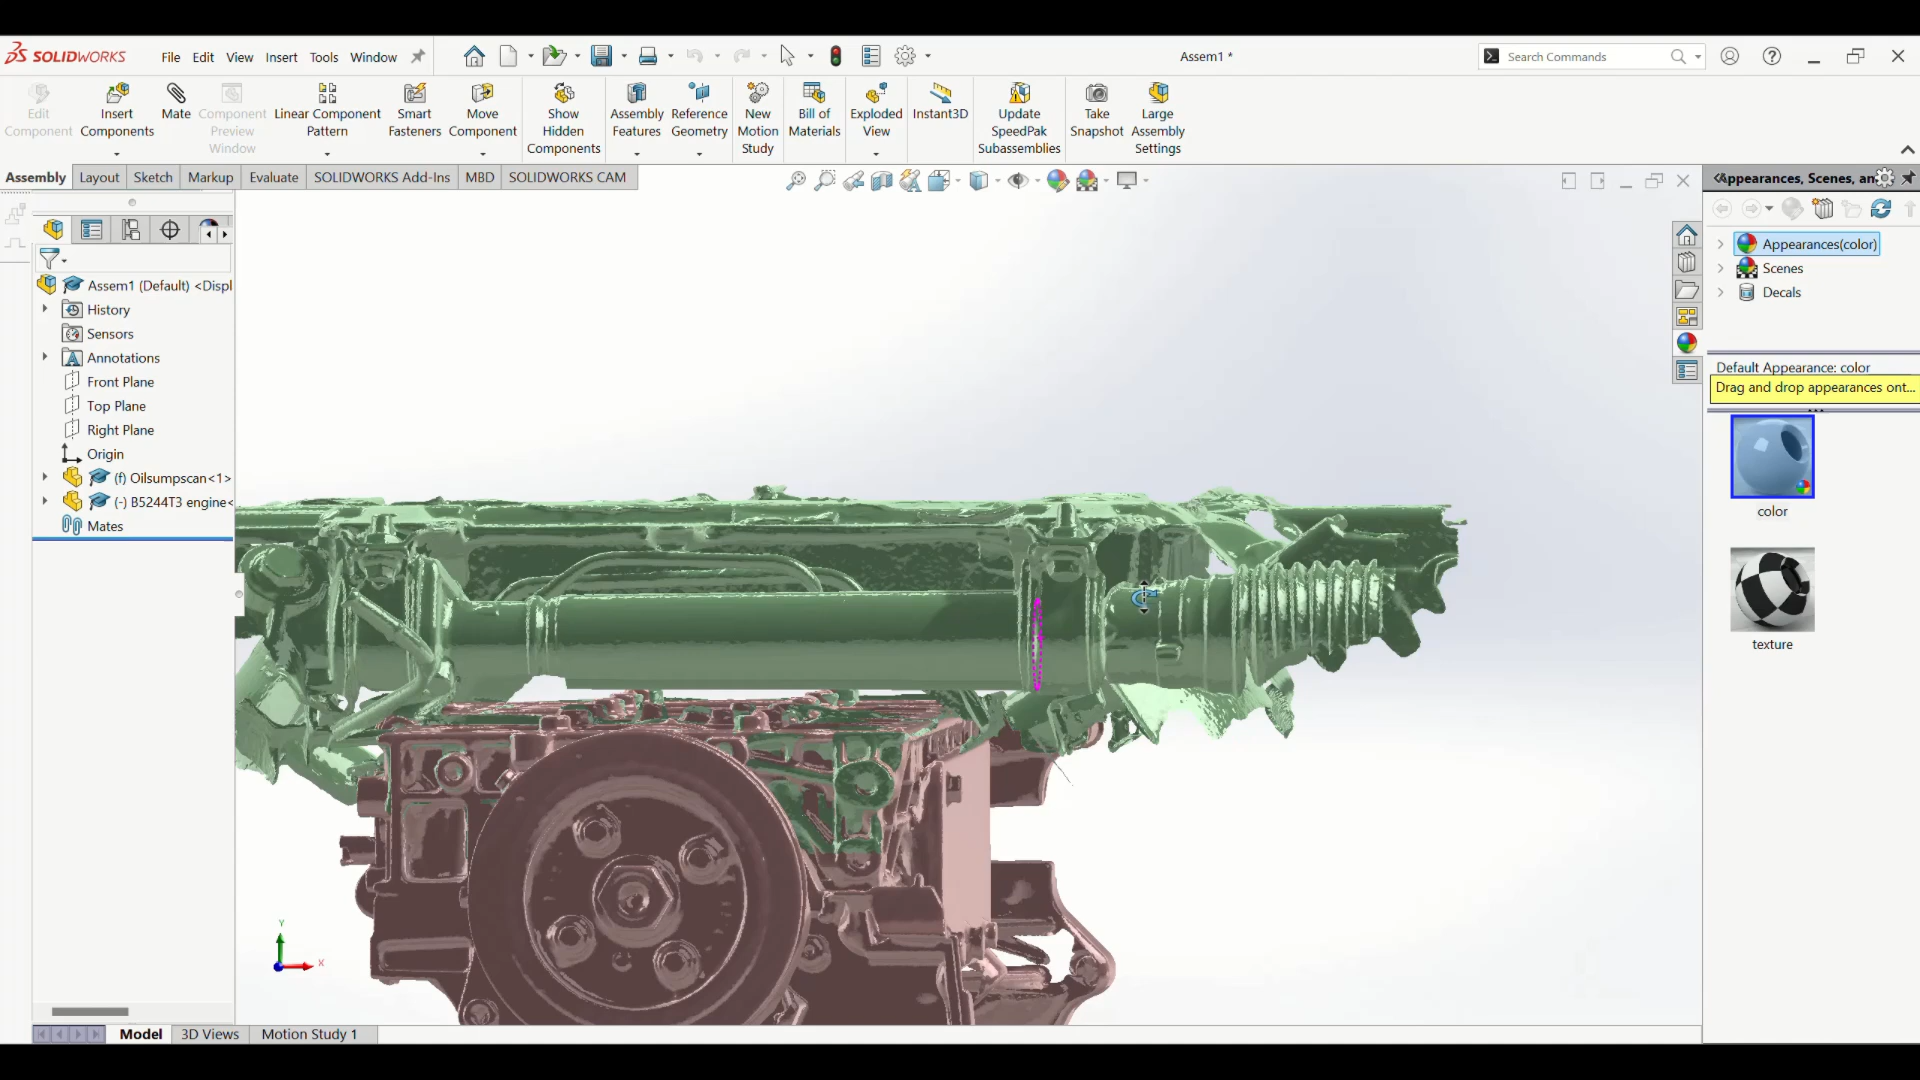 SOLIDWORKS File Edit View Insert Tools Window Assem1 * Search Commands
Edit Component
Insert Components
Mate
Component Preview Window
Linear Component Pattern
Smart Fasteners
Move Component
Show Hidden Components
Assembly Features
Reference Geometry
New Motion Study
Bill of Materials
Exploded View
Instant3D
Update SpeedPak Subassemblies
Take Snapshot
Large Assembly Settings
Assembly Layout Sketch Markup Evaluate SOLIDWORKS Add-Ins MBD SOLIDWORKS CAM
Assem1 (Default) <Displ
History
Sensors
Annotations
Front Plane
Top Plane
Right Plane
Origin
(f) Oilsumpscan<1>
(-) B5244T3 engine<
Mates
Y
X
Model 3D Views Motion Study 1
Appearances, Scenes, an
Appearances(color)
Scenes
Decals
Default Appearance: color
Drag and drop appearances ont...
color
texture